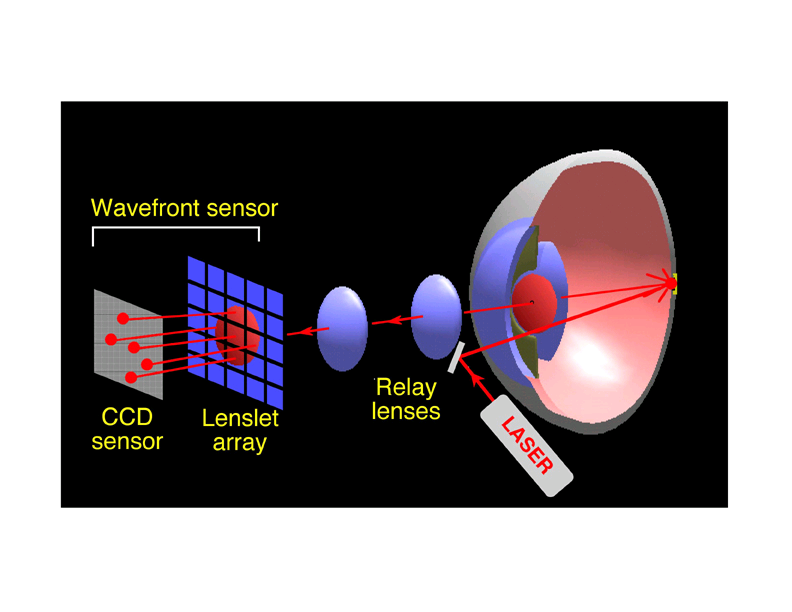 Wavefront sensor
CCD
sensor
Lenslet
array
Relay
lenses
LASER